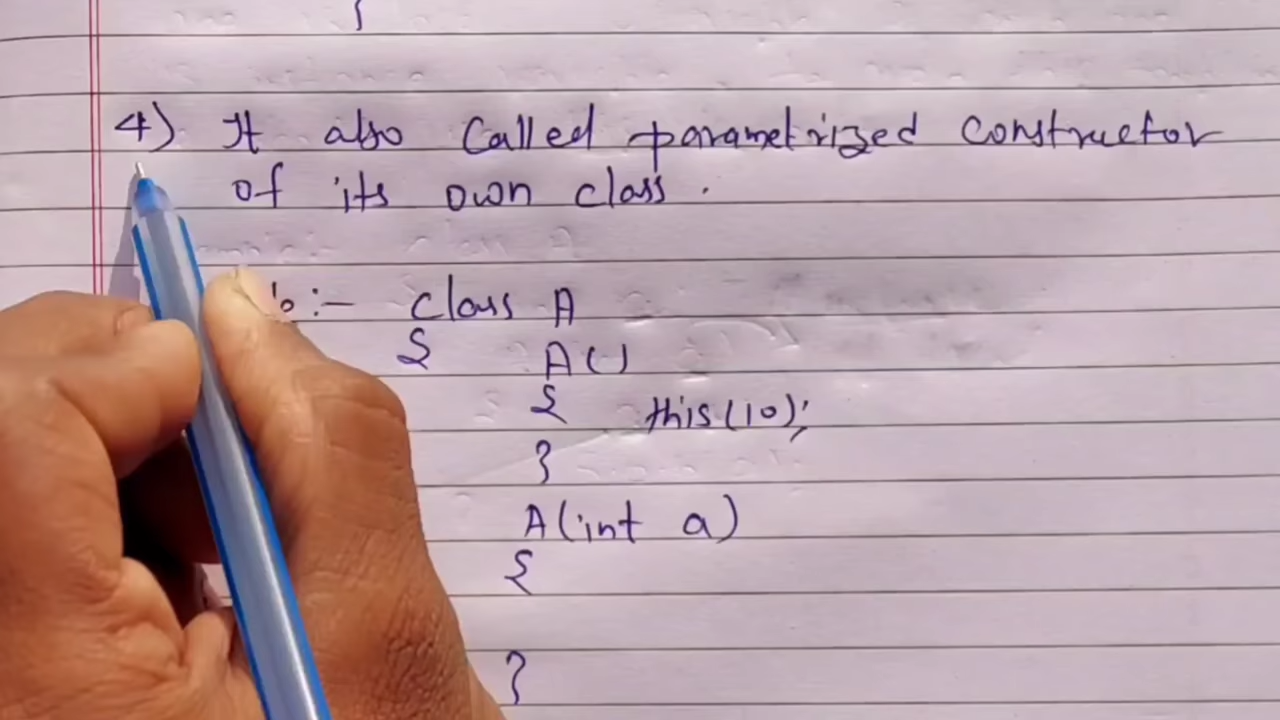 }
4) It also Called parametrized Constructor
of its own class.
:- Class A
{ A()
{ this(10);
}
A(int a)
{
}